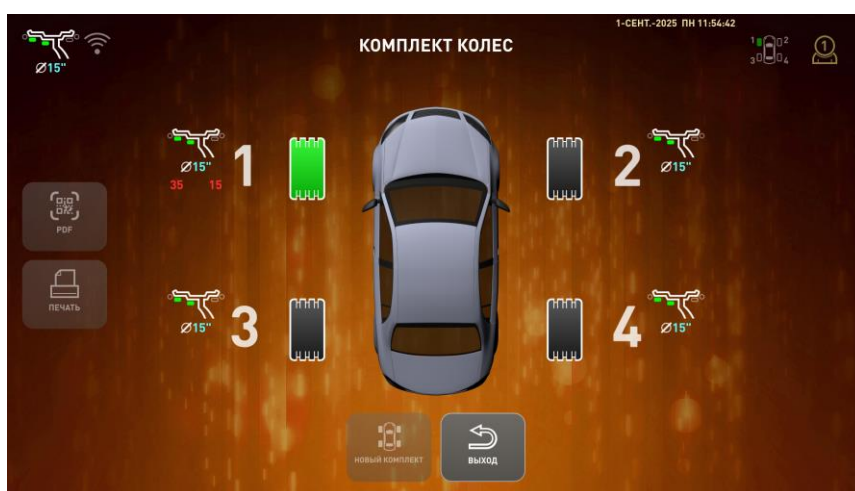 1-СЕНТ.-2025 ПН 11:54:42
КОМПЛЕКТ КОЛЕС
Ø15"
1 2
3 4
1
Ø15"
35 15
1
2
Ø15"
PDF
ПЕЧАТЬ
Ø15"
3
4
Ø15"
НОВЫЙ КОМПЛЕКТ
ВЫХОД